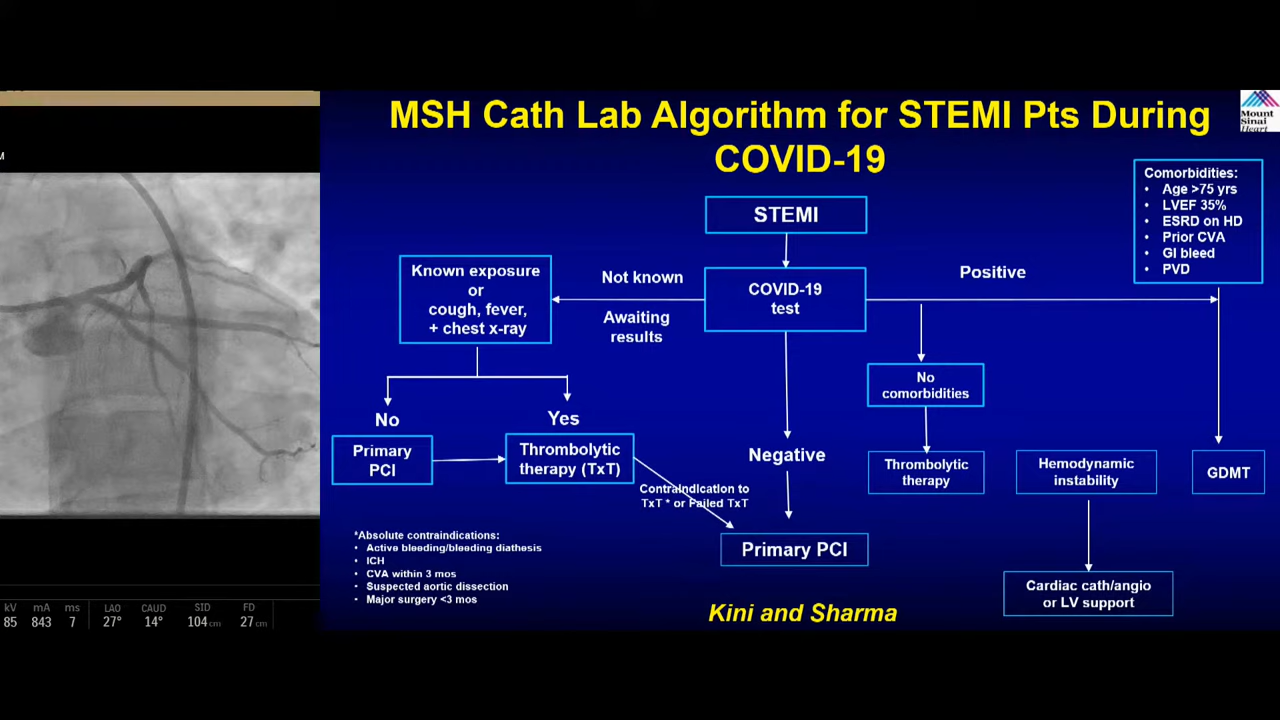 MSH Cath Lab Algorithm for STEMI Pts During
COVID-19
Mount
Sinai
Heart
Comorbidities:
• Age >75 yrs
• LVEF 35%
• ESRD on HD
• Prior CVA
• GI bleed
• PVD
STEMI
COVID-19
test
Not known
Awaiting
results
Positive
Known exposure
or
cough, fever,
+ chest x-ray
No
Yes
Primary
PCI
Thrombolytic
therapy (TxT)
Contraindication to
TxT * or Failed TxT
Negative
Primary PCI
No
comorbidities
Thrombolytic
therapy
Hemodynamic
instability
Cardiac cath/angio
or LV support
GDMT
*Absolute contraindications:
• Active bleeding/bleeding diathesis
• ICH
• CVA within 3 mos
• Suspected aortic dissection
• Major surgery <3 mos
Kini and Sharma
kV mA ms LAO CAUD SID FD
85 843 7 27° 14° 104 cm 27 cm